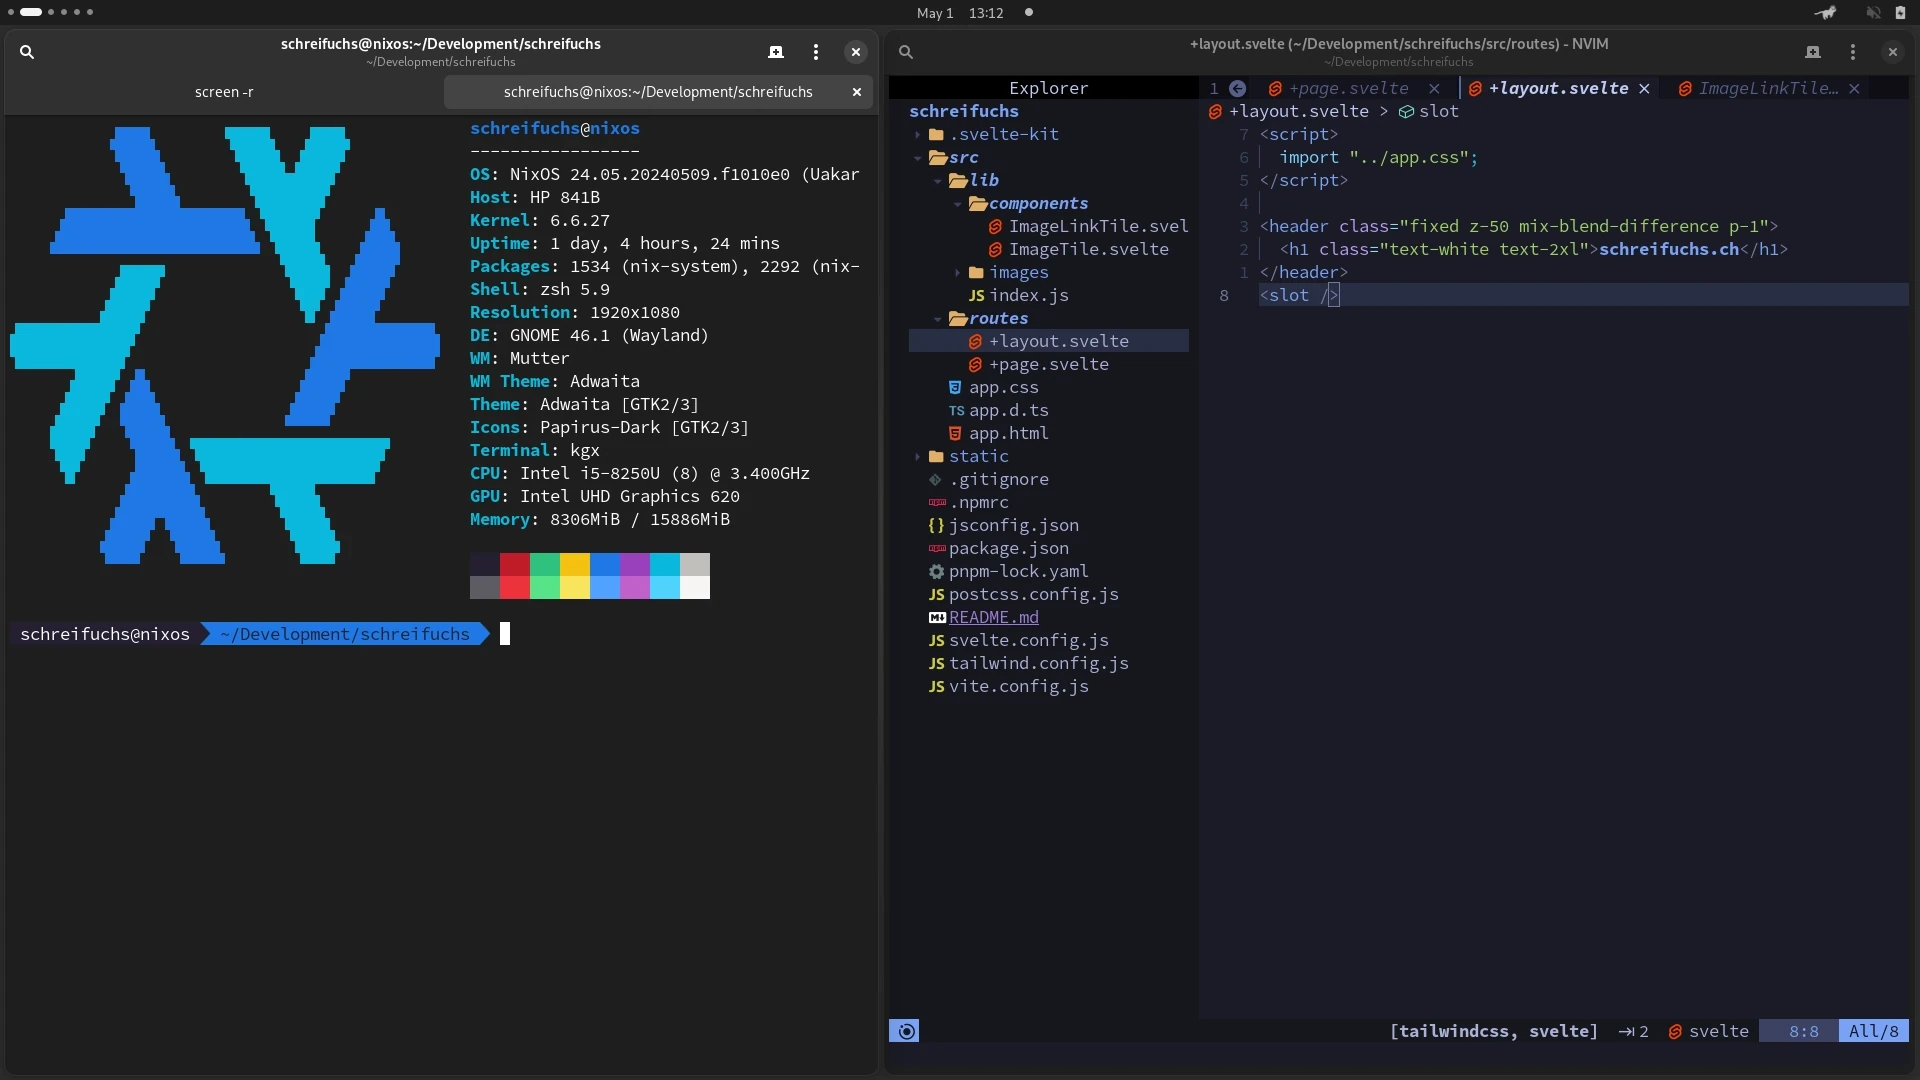 May 1 13:12
schreifuchs@nixos:~/Development/schreifuchs
~/Development/schreifuchs
screen -r
schreifuchs@nixos:~/Development/schreifuchs
schreifuchs@nixos
-----------------
OS: NixOS 24.05.20240509.f1010e0 (Uakar
Host: HP 841B
Kernel: 6.6.27
Uptime: 1 day, 4 hours, 24 mins
Packages: 1534 (nix-system), 2292 (nix-
Shell: zsh 5.9
Resolution: 1920x1080
DE: GNOME 46.1 (Wayland)
WM: Mutter
WM Theme: Adwaita
Theme: Adwaita [GTK2/3]
Icons: Papirus-Dark [GTK2/3]
Terminal: kgx
CPU: Intel i5-8250U (8) @ 3.400GHz
GPU: Intel UHD Graphics 620
Memory: 8306MiB / 15886MiB
schreifuchs@nixos ~/Development/schreifuchs
+layout.svelte (~/Development/schreifuchs/src/routes) - NVIM
~/Development/schreifuchs
Explorer
schreifuchs
.svelte-kit
src
lib
components
ImageLinkTile.svel
ImageTile.svelte
images
JS index.js
routes
+layout.svelte
+page.svelte
app.css
TS app.d.ts
app.html
static
.gitignore
npm .npmrc
{} jsconfig.json
npm package.json
pnpm-lock.yaml
JS postcss.config.js
M↓ README.md
JS svelte.config.js
JS tailwind.config.js
JS vite.config.js
1 +page.svelte +layout.svelte ImageLinkTile…
+layout.svelte > slot
7 <script>
6 import "../app.css";
5 </script>
4
3 <header class="fixed z-50 mix-blend-difference p-1">
2 <h1 class="text-white text-2xl">schreifuchs.ch</h1>
1 </header>
8 <slot />
[tailwindcss, svelte] ⇥ 2 svelte 8:8 All/8